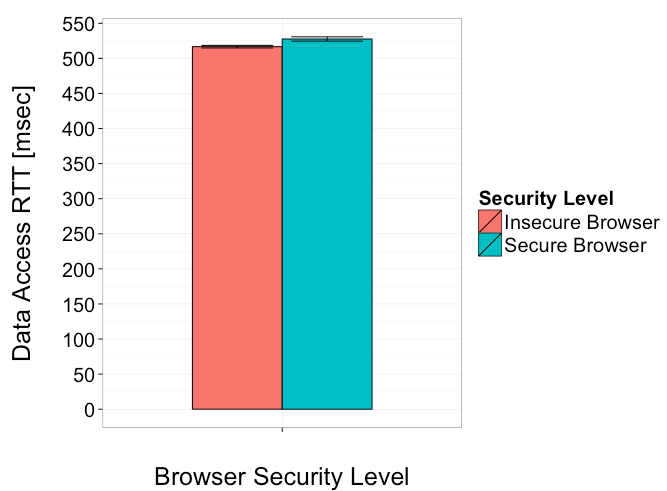 550
500
450
400
350
300
250
200
150
100
50
0
Data Access RTT [msec]
Browser Security Level
Security Level
Insecure Browser
Secure Browser